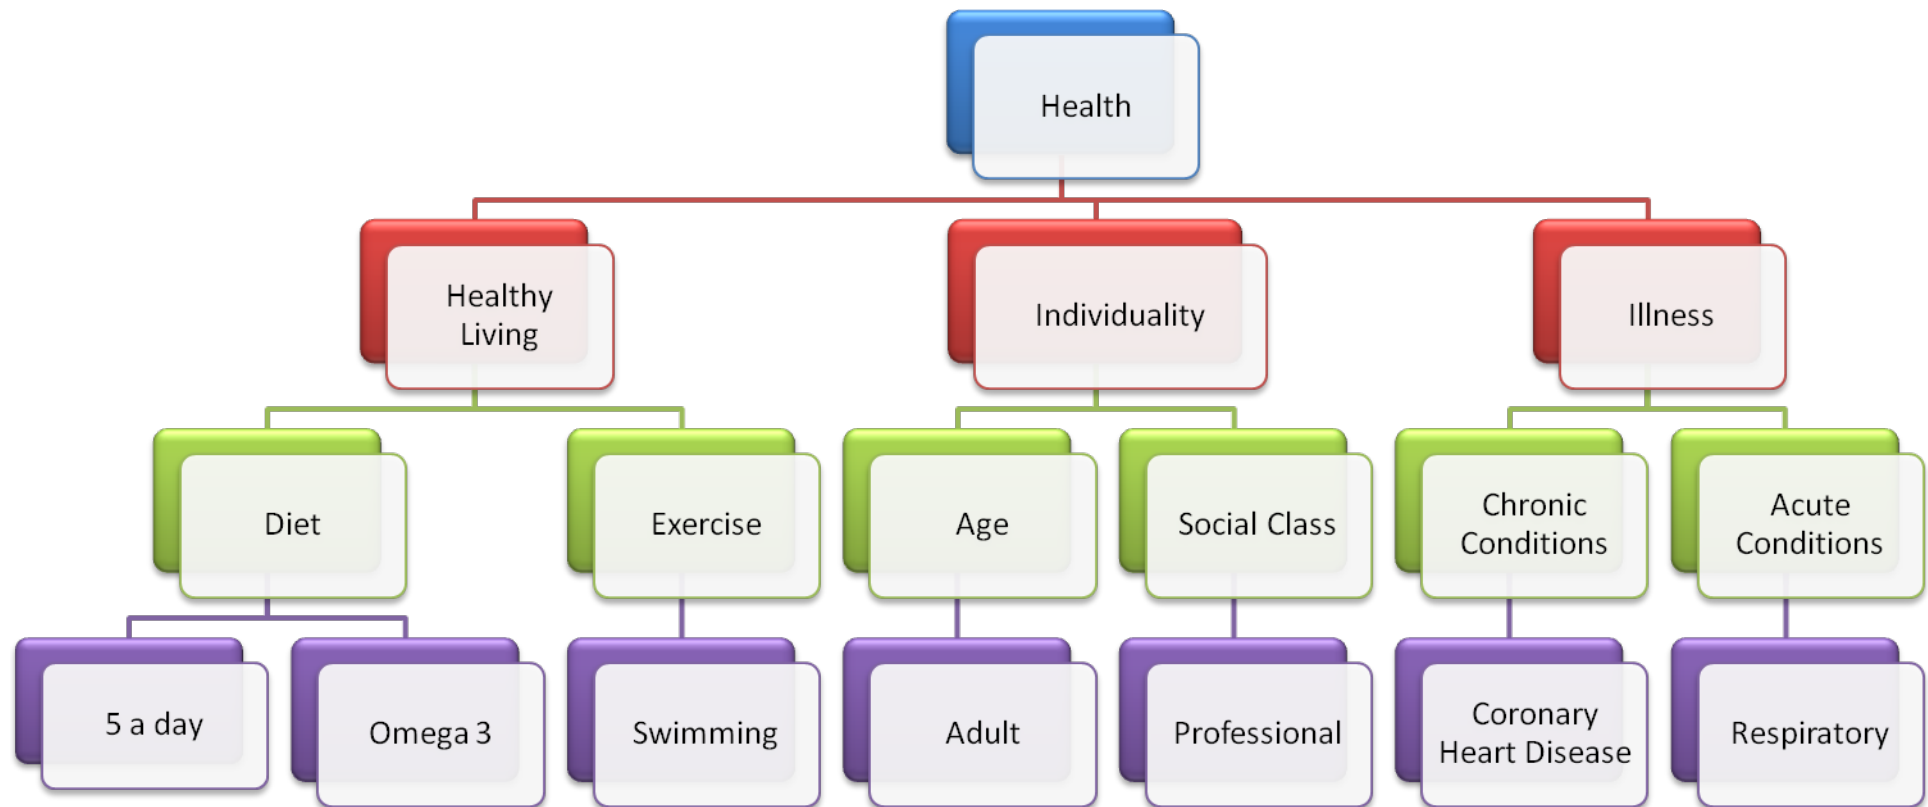 Health
Healthy
Living
Individuality
Illness
Diet
Exercise
Age
Social Class
Chronic
Conditions
Acute
Conditions
5 a day
Omega 3
Swimming
Adult
Professional
Coronary
Heart Disease
Respiratory